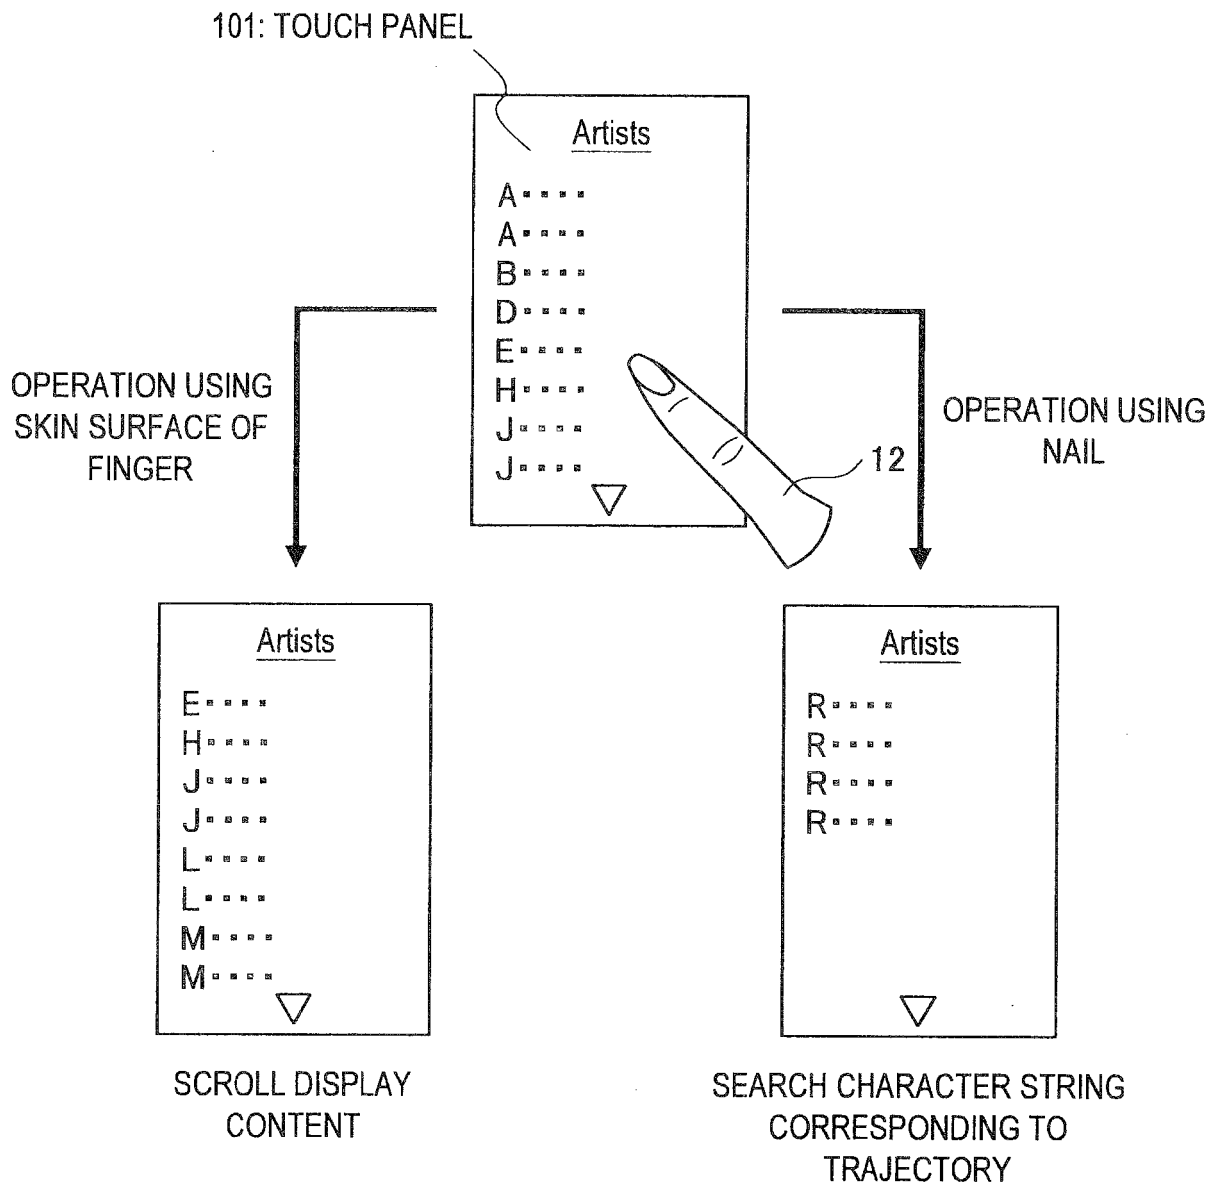 101: TOUCH PANEL
Artists
A ▪ ▪ ▪ ▪
A ▪ ▪ ▪ ▪
B ▪ ▪ ▪ ▪
D ▪ ▪ ▪ ▪
E ▪ ▪ ▪ ▪
H ▪ ▪ ▪ ▪
J ▪ ▪ ▪ ▪
J ▪ ▪ ▪ ▪
12
OPERATION USING
SKIN SURFACE OF
FINGER
OPERATION USING
NAIL
Artists
E ▪ ▪ ▪ ▪
H ▪ ▪ ▪ ▪
J ▪ ▪ ▪ ▪
J ▪ ▪ ▪ ▪
L ▪ ▪ ▪ ▪
L ▪ ▪ ▪ ▪
M ▪ ▪ ▪ ▪
M ▪ ▪ ▪ ▪
SCROLL DISPLAY
CONTENT
Artists
R ▪ ▪ ▪ ▪
R ▪ ▪ ▪ ▪
R ▪ ▪ ▪ ▪
R ▪ ▪ ▪ ▪
SEARCH CHARACTER STRING
CORRESPONDING TO
TRAJECTORY